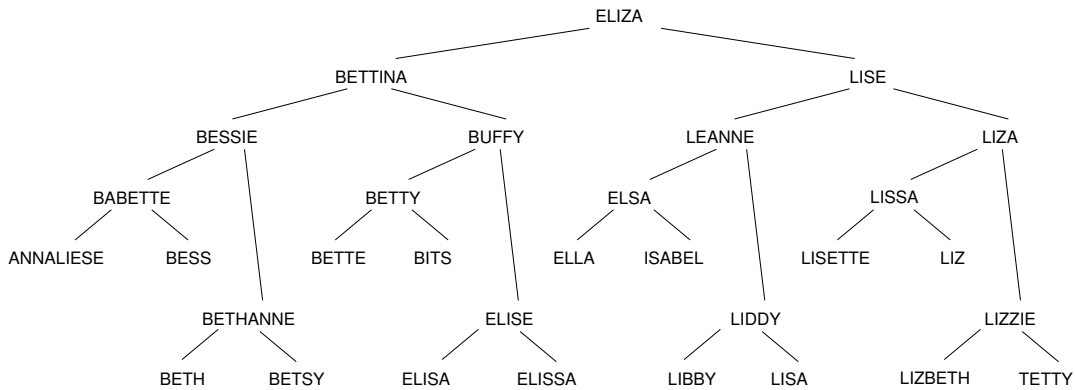 ELIZA
BETTINA LISE
BESSIE BUFFY LEANNE LIZA
BABETTE BETTY ELSA LISSA
ANNALIESE BESS BETTE BITS ELLA ISABEL LISETTE LIZ
BETHANNE ELISE LIDDY LIZZIE
BETH BETSY ELISA ELISSA LIBBY LISA LIZBETH TETTY